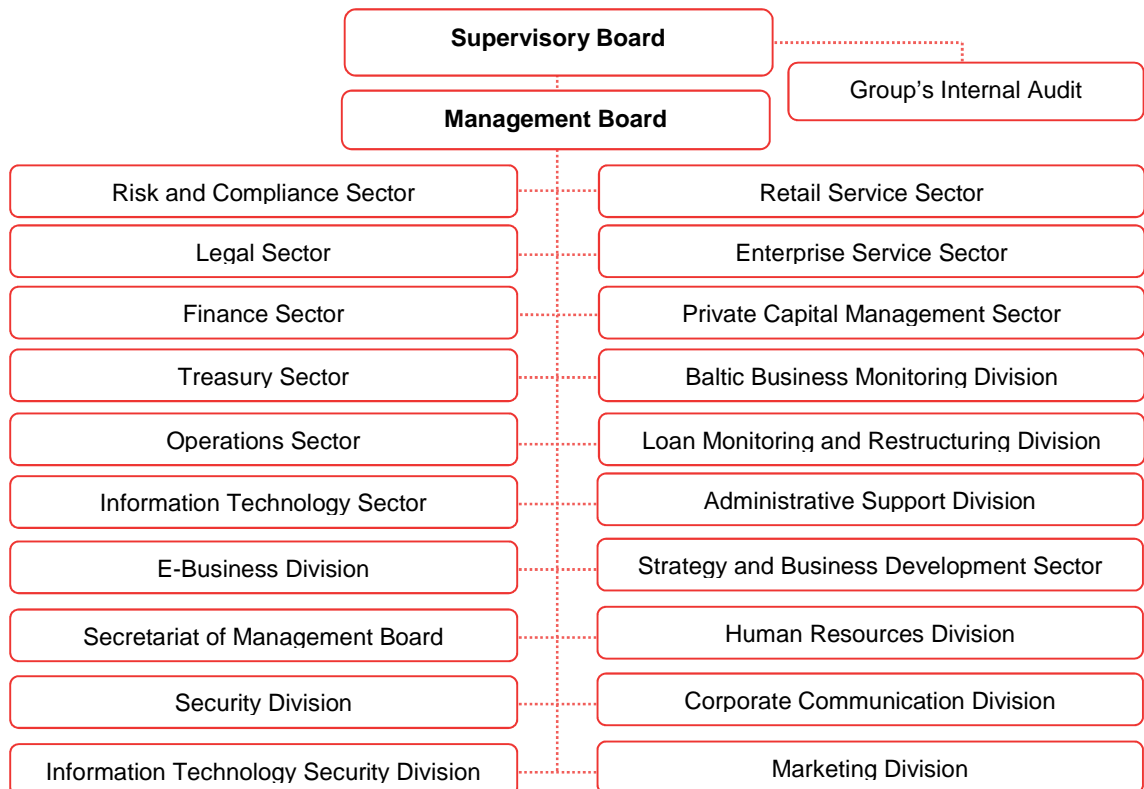 Supervisory Board
Group’s Internal Audit
Management Board
Risk and Compliance Sector
Retail Service Sector
Legal Sector
Enterprise Service Sector
Finance Sector
Private Capital Management Sector
Treasury Sector
Baltic Business Monitoring Division
Operations Sector
Loan Monitoring and Restructuring Division
Information Technology Sector
Administrative Support Division
E-Business Division
Strategy and Business Development Sector
Secretariat of Management Board
Human Resources Division
Security Division
Corporate Communication Division
Information Technology Security Division
Marketing Division